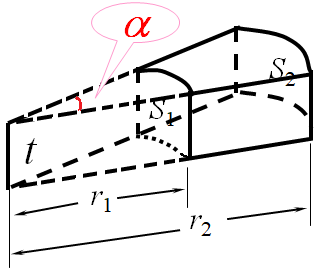 α
S₂
S₁
t
r₁
r₂